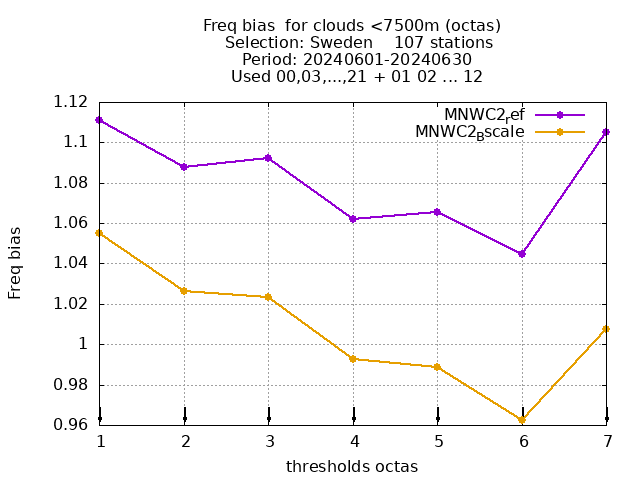 Freq bias  for clouds <7500m (octas)
Selection: Sweden    107 stations
Period: 20240601-20240630
Used 00,03,...,21 + 01 02 ... 12
MNWC2ref
MNWC2Bscale
1.12
1.1
1.08
1.06
1.04
1.02
1
0.98
0.96
Freq bias
1 2 3 4 5 6 7
thresholds octas